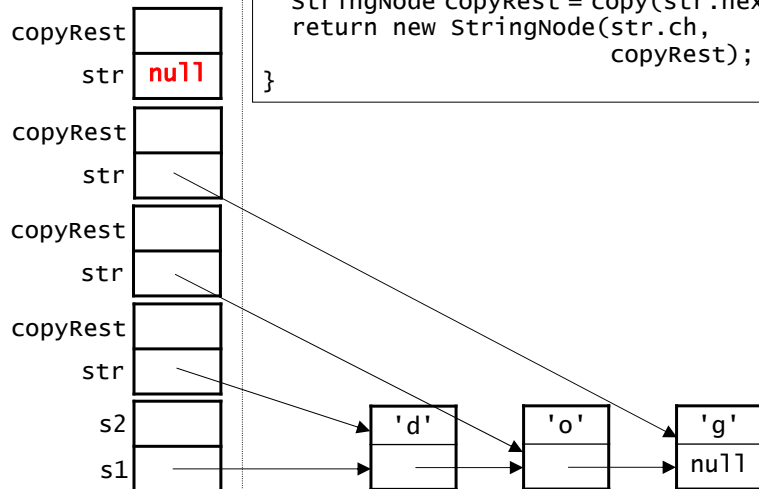 StringNode copyRest = copy(str.nex
return new StringNode(str.ch,
copyRest);
}
copyRest
str null
copyRest
str
copyRest
str
copyRest
str
s2
s1
'd' 'o' 'g'
null